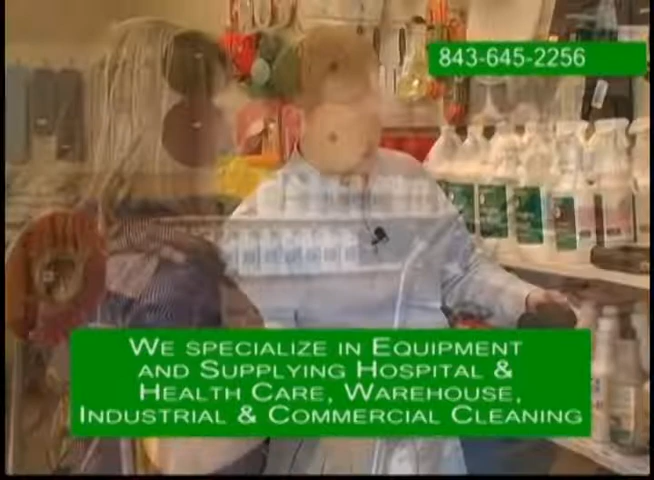 843-645-2256
WE SPECIALIZE IN EQUIPMENT
AND SUPPLYING HOSPITAL &
HEALTH CARE, WAREHOUSE,
INDUSTRIAL & COMMERCIAL CLEANING